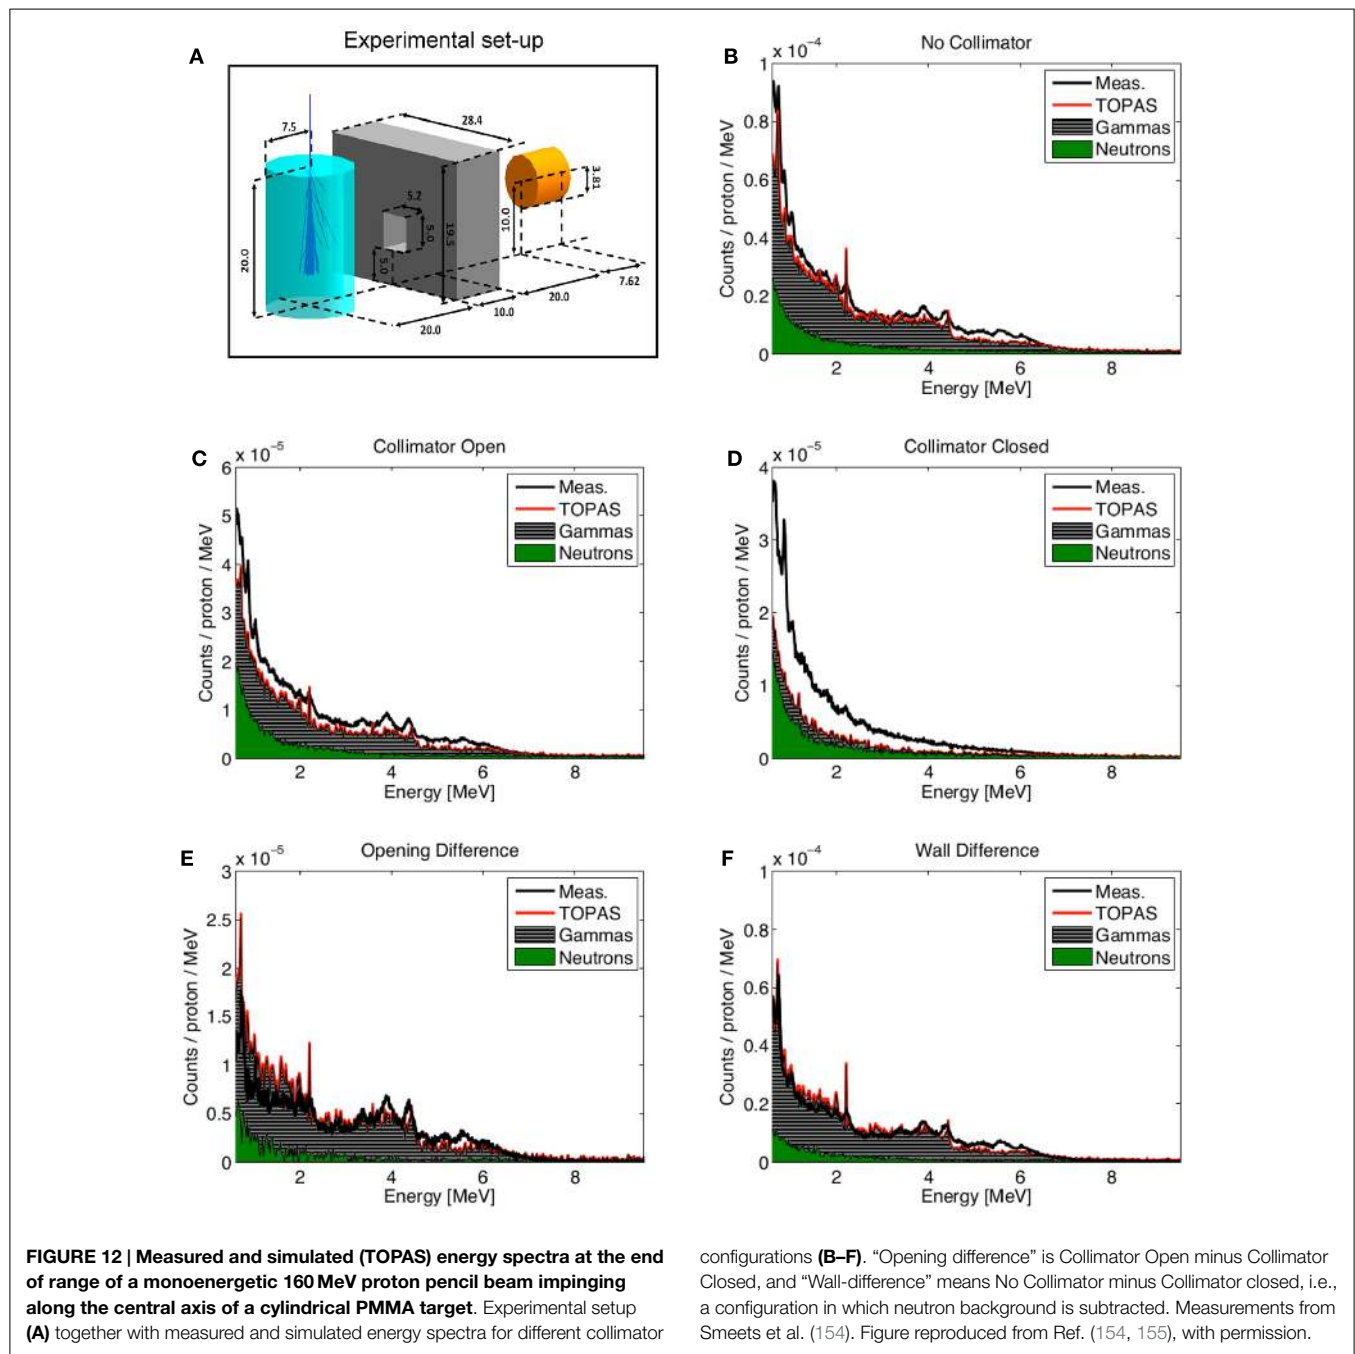 A
Experimental set-up
7.5
28.4
5.2
5.0
5.0
19.5
10.0
3.81
20.0
20.0
10.0
20.0
7.62
B
No Collimator
x 10⁻⁴
1
0.8
0.6
0.4
0.2
0
Counts / proton / MeV
Meas.
TOPAS
Gammas
Neutrons
2 4 6 8
Energy [MeV]
C
Collimator Open
x 10⁻⁵
6
5
4
3
2
1
0
Counts / proton / MeV
Meas.
TOPAS
Gammas
Neutrons
2 4 6 8
Energy [MeV]
D
Collimator Closed
x 10⁻⁵
4
3
2
1
0
Counts / proton / MeV
Meas.
TOPAS
Gammas
Neutrons
2 4 6 8
Energy [MeV]
E
Opening Difference
x 10⁻⁵
3
2.5
2
1.5
1
0.5
0
Counts / proton / MeV
Meas.
TOPAS
Gammas
Neutrons
2 4 6 8
Energy [MeV]
F
Wall Difference
x 10⁻⁴
1
0.8
0.6
0.4
0.2
0
Counts / proton / MeV
Meas.
TOPAS
Gammas
Neutrons
2 4 6 8
Energy [MeV]
FIGURE 12 | Measured and simulated (TOPAS) energy spectra at the end
of range of a monoenergetic 160 MeV proton pencil beam impinging
along the central axis of a cylindrical PMMA target. Experimental setup
(A) together with measured and simulated energy spectra for different collimator
configurations (B–F). “Opening difference” is Collimator Open minus Collimator
Closed, and “Wall-difference” means No Collimator minus Collimator closed, i.e.,
a configuration in which neutron background is subtracted. Measurements from
Smeets et al. (154). Figure reproduced from Ref. (154, 155), with permission.